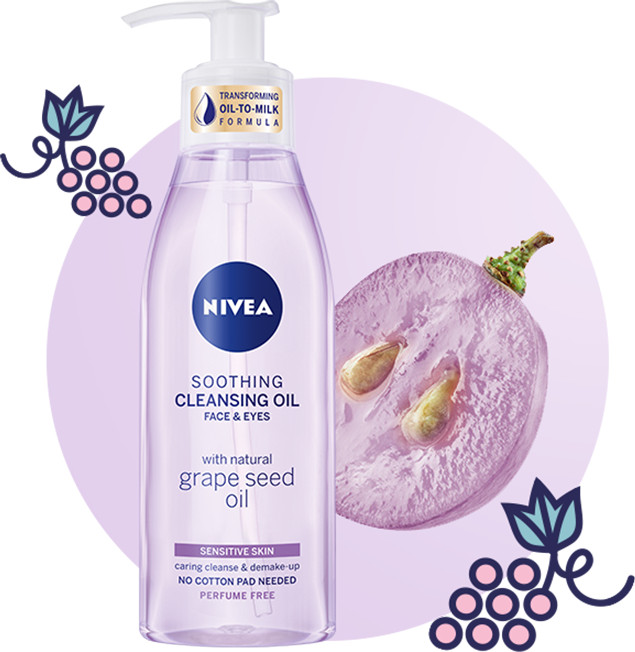 TRANSFORMING
OIL-TO-MILK
FORMULA
NIVEA
SOOTHING
CLEANSING OIL
FACE & EYES
with natural
grape seed
oil
SENSITIVE SKIN
caring cleanse & demake-up
NO COTTON PAD NEEDED
PERFUME FREE